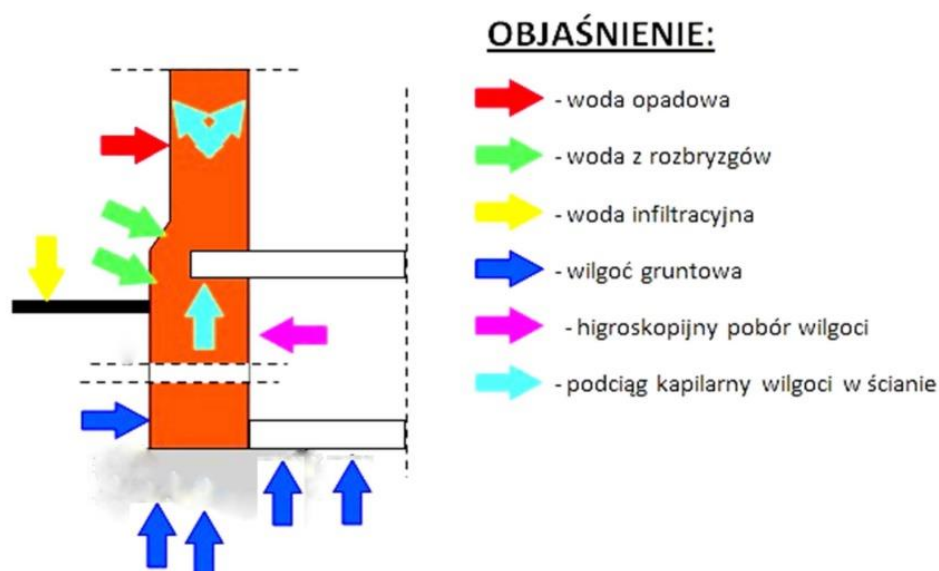 OBJAŚNIENIE:
- woda opadowa
- woda z rozbryzgów
- woda infiltracyjna
- wilgoć gruntowa
- higroskopijny pobór wilgoci
- podciąg kapilarny wilgoci w ścianie